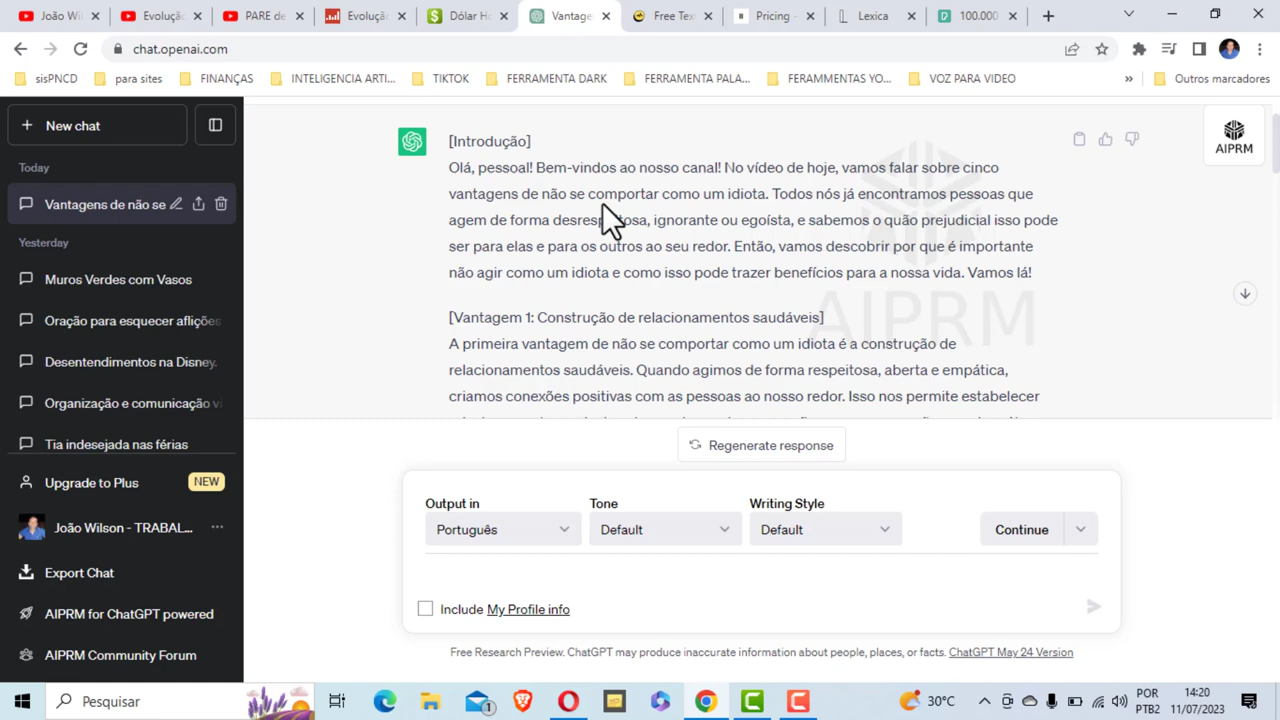 João Wil
Evoluçã
PARE de
Evoluçã
Dólar Ho
Vantage
Free Tex
Pricing -
Lexica
100.000
chat.openai.com
sisPNCD
para sites
FINANÇAS
INTELIGENCIA ARTI...
TIKTOK
FERRAMENTA DARK
FERRAMENTA PALA...
FERAMMENTAS YO...
VOZ PARA VIDEO
»
Outros marcadores
New chat
Today
Vantagens de não se
Yesterday
Muros Verdes com Vasos
Oração para esquecer aflições
Desentendimentos na Disney.
Organização e comunicação v
Tia indesejada nas férias
Upgrade to Plus
NEW
João Wilson - TRABAL...
Export Chat
AIPRM for ChatGPT powered
AIPRM Community Forum
[Introdução]
Olá, pessoal! Bem-vindos ao nosso canal! No vídeo de hoje, vamos falar sobre cinco
vantagens de não se comportar como um idiota. Todos nós já encontramos pessoas que
agem de forma desrespeitosa, ignorante ou egoísta, e sabemos o quão prejudicial isso pode
ser para elas e para os outros ao seu redor. Então, vamos descobrir por que é importante
não agir como um idiota e como isso pode trazer benefícios para a nossa vida. Vamos lá!
[Vantagem 1: Construção de relacionamentos saudáveis]
A primeira vantagem de não se comportar como um idiota é a construção de
relacionamentos saudáveis. Quando agimos de forma respeitosa, aberta e empática,
criamos conexões positivas com as pessoas ao nosso redor. Isso nos permite estabelecer
AIPRM
AIPRM
Regenerate response
Output in
Tone
Writing Style
Português
Default
Default
Continue
Include My Profile info
Free Research Preview. ChatGPT may produce inaccurate information about people, places, or facts. ChatGPT May 24 Version
Pesquisar
1
30°C
POR
PTB2
14:20
11/07/2023